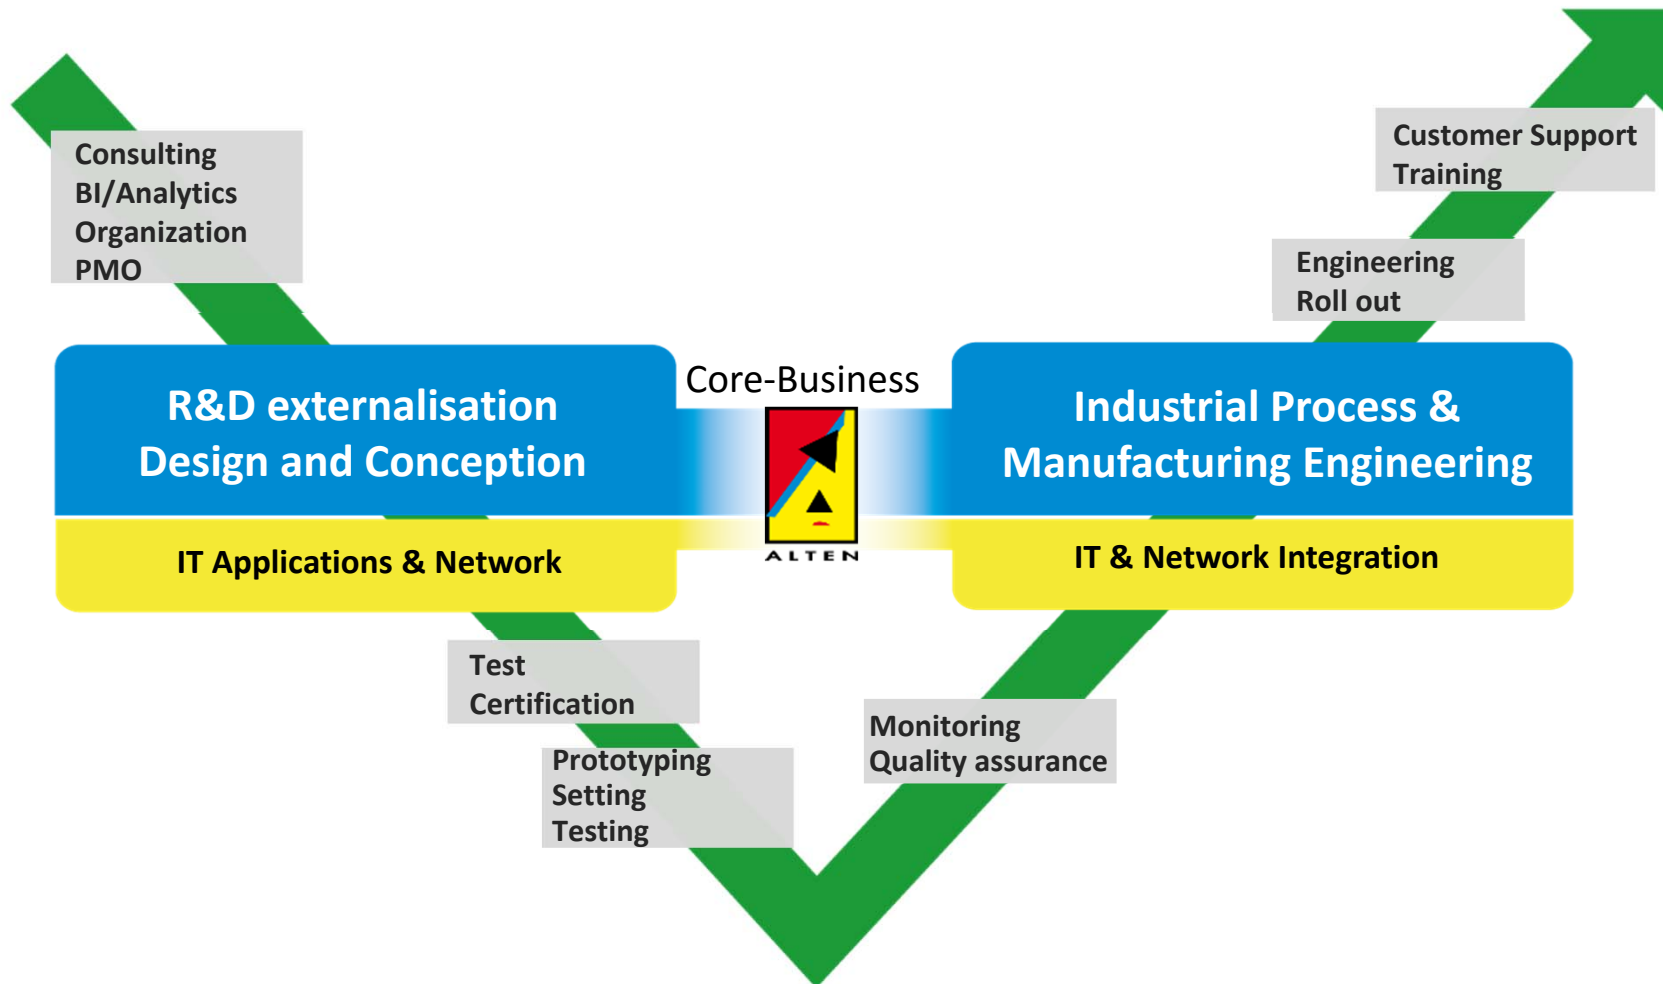 Consulting
BI/Analytics
Organization
PMO
Customer Support
Training
Engineering
Roll out
Core-Business
R&D externalisation
Design and Conception
IT Applications & Network
ALTEN
Industrial Process &
Manufacturing Engineering
IT & Network Integration
Test
Certification
Prototyping
Setting
Testing
Monitoring
Quality assurance